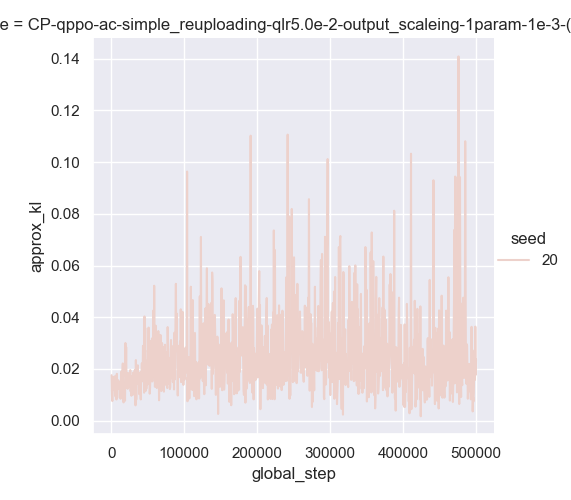 e = CP-qppo-ac-simple_reuploading-qlr5.0e-2-output_scaleing-1param-1e-3-(
0.14
0.12
0.10
0.08
0.06
0.04
0.02
0.00
approx_kl
0 100000 200000 300000 400000 500000
global_step
seed
20